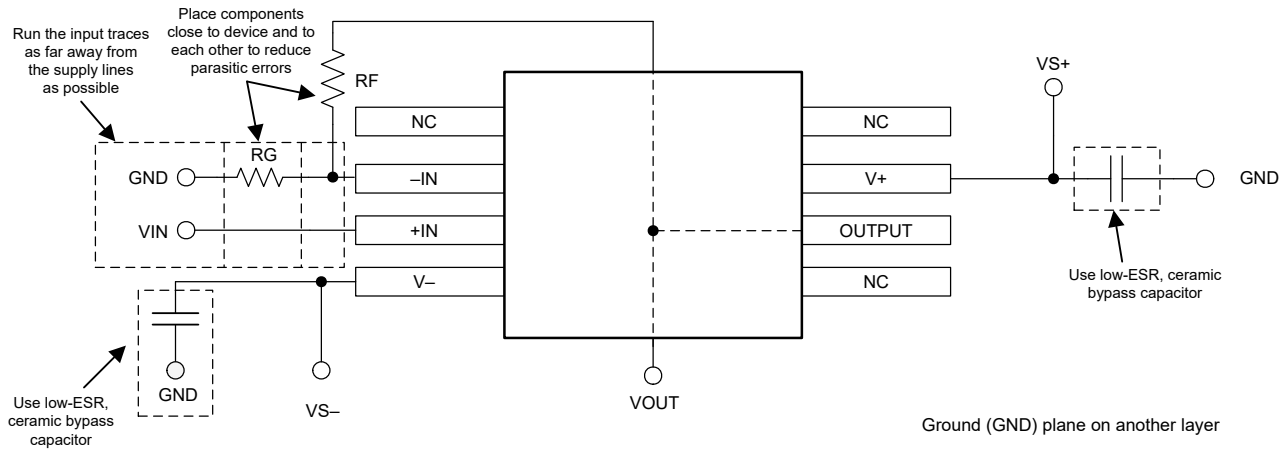 Run the input traces
as far away from
the supply lines
as possible
Place components
close to device and to
each other to reduce
parasitic errors
RF
VS+
NC
NC
RG
GND
–IN
V+
GND
VIN
+IN
OUTPUT
Use low-ESR, ceramic
bypass capacitor
V–
NC
GND
Use low-ESR,
ceramic bypass
capacitor
VS–
VOUT
Ground (GND) plane on another layer